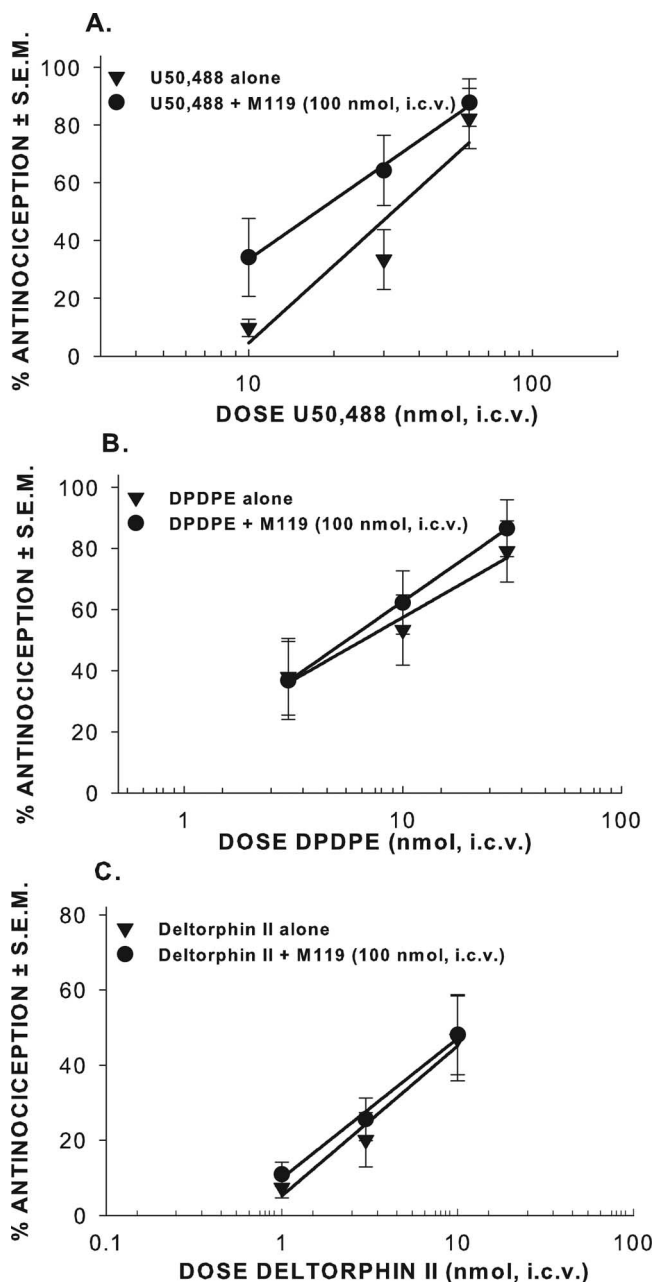 A.
% ANTINOCICEPTION ± S.E.M.
100
80
60
40
20
0
U50,488 alone
U50,488 + M119 (100 nmol, i.c.v.)
10
100
DOSE U50,488 (nmol, i.c.v.)
B.
% ANTINOCICEPTION ± S.E.M.
100
80
60
40
20
0
DPDPE alone
DPDPE + M119 (100 nmol, i.c.v.)
1
10
100
DOSE DPDPE (nmol, i.c.v.)
C.
% ANTINOCICEPTION ± S.E.M.
80
60
40
20
0
Deltorphin II alone
Deltorphin II + M119 (100 nmol, i.c.v.)
0.1
1
10
100
DOSE DELTORPHIN II (nmol, i.c.v.)